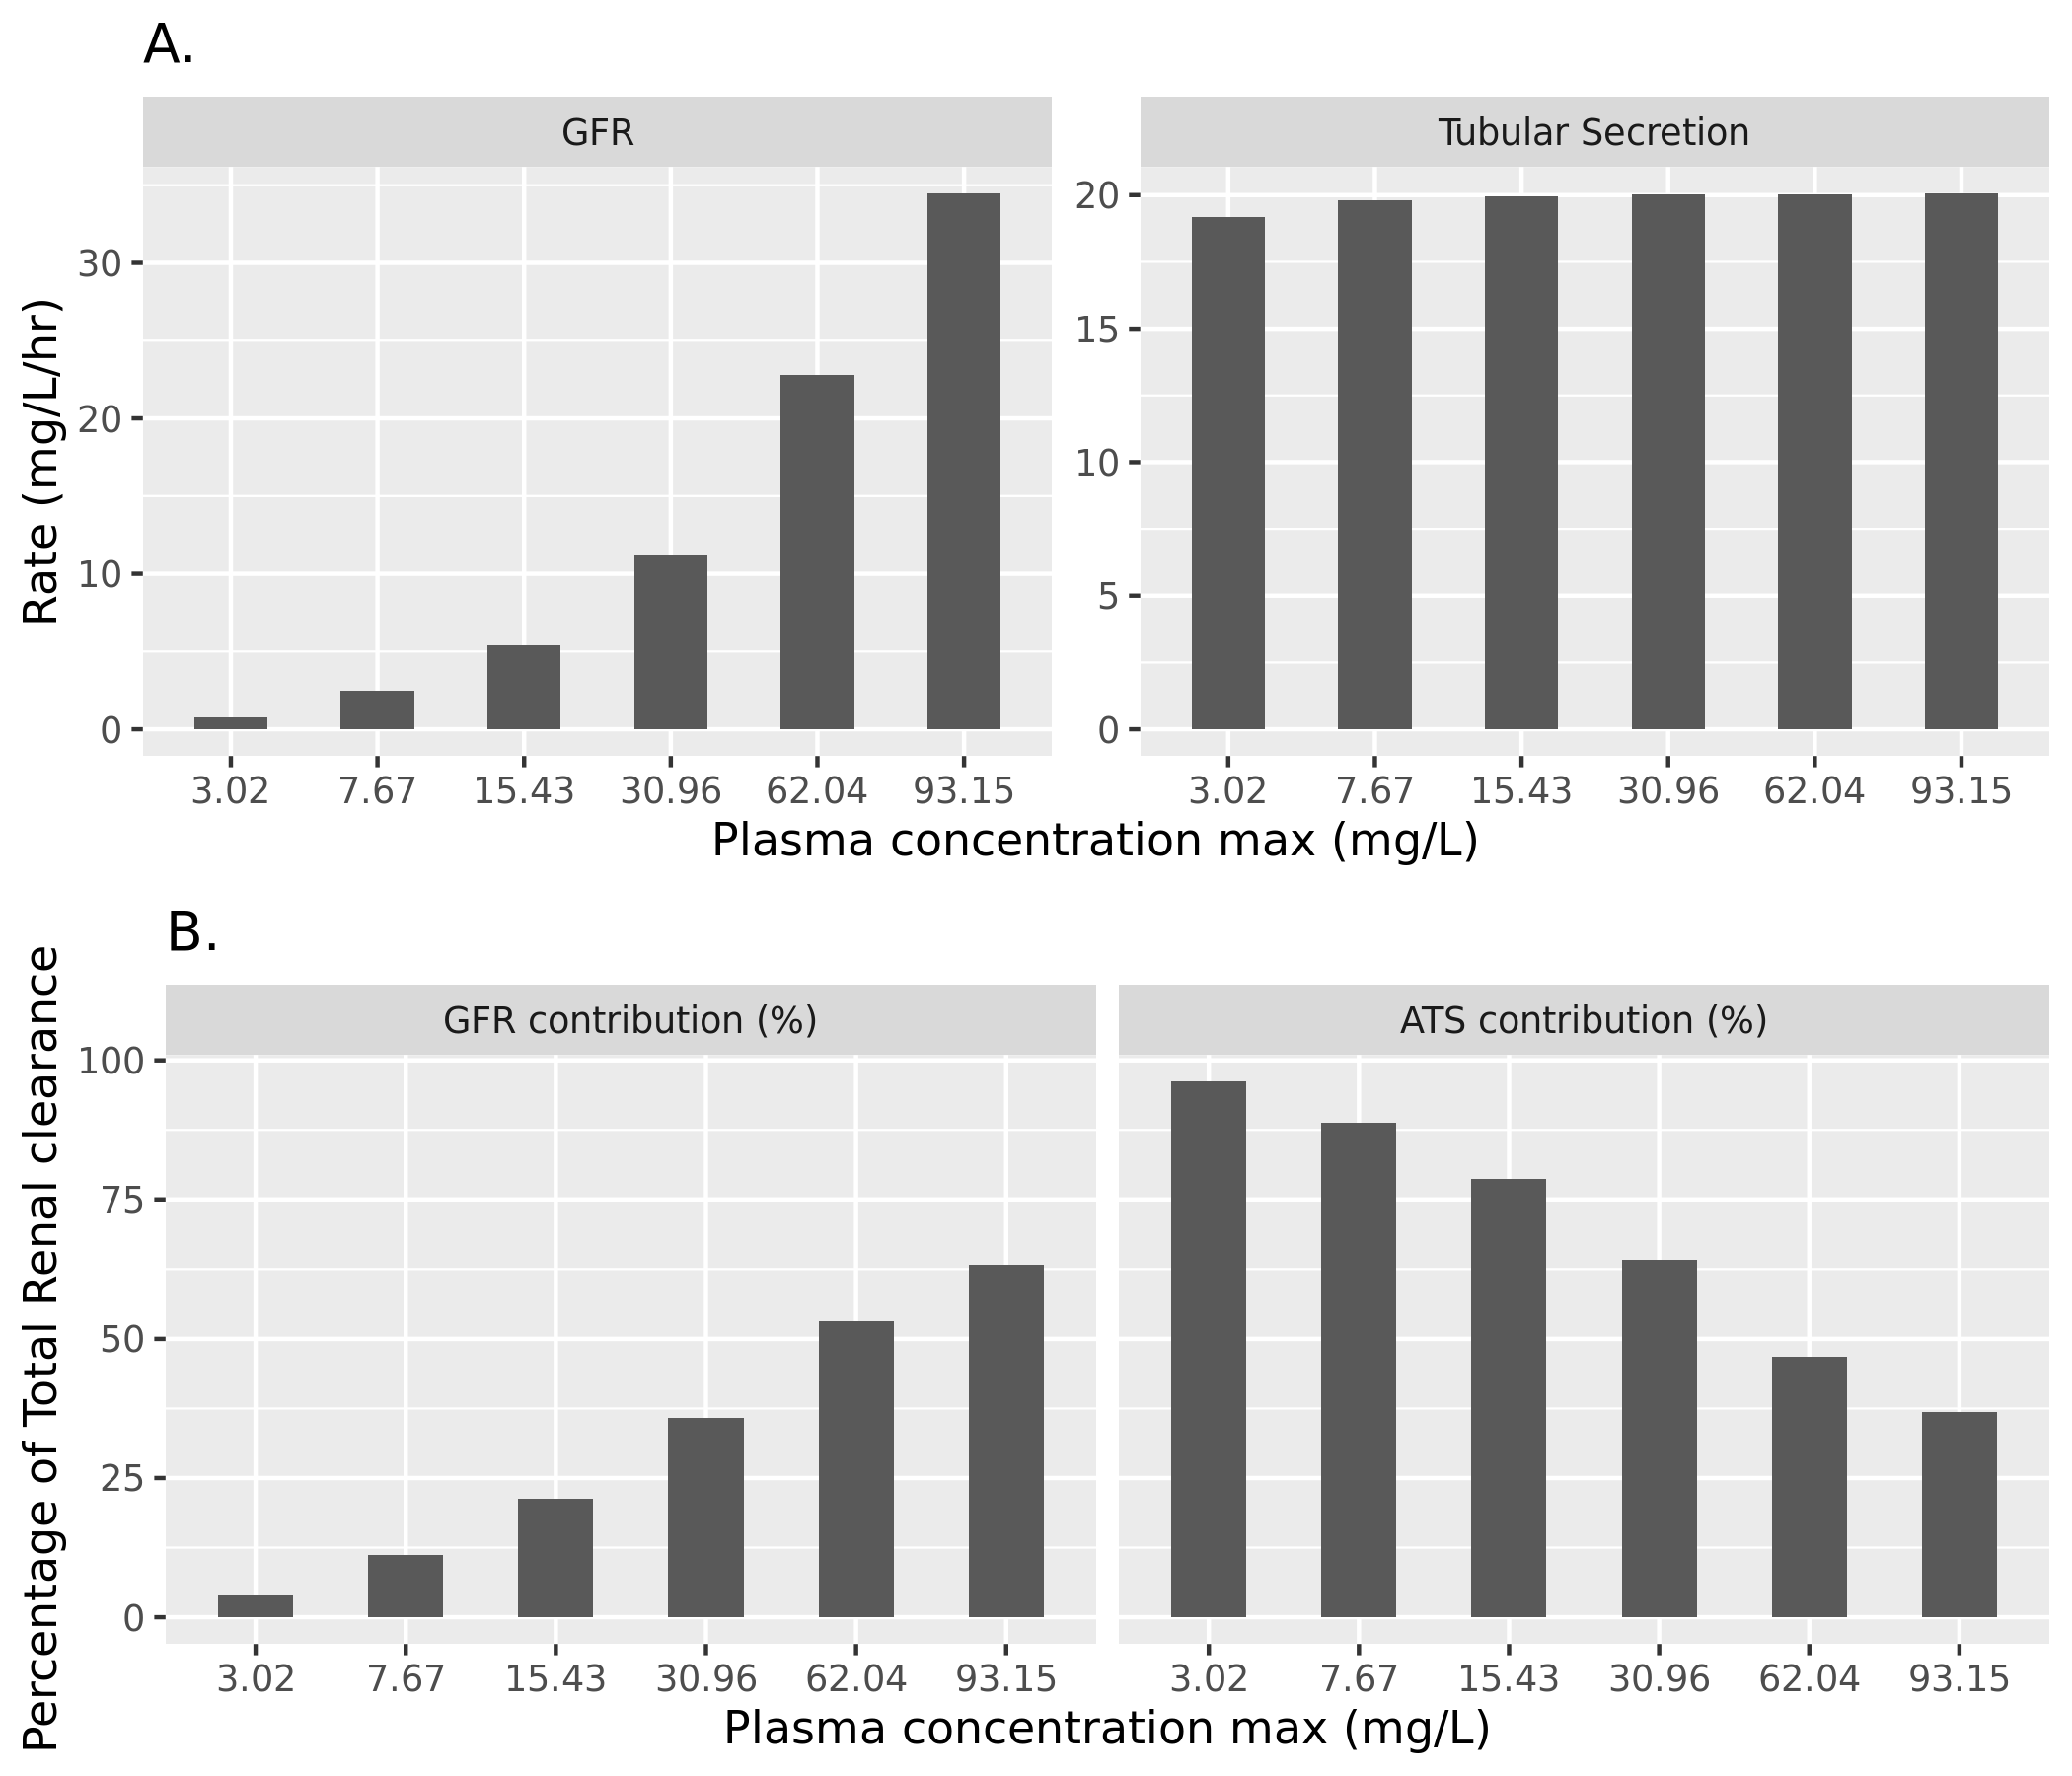 A.
GFR
Tubular Secretion
Rate (mg/L/hr)
30
20
10
0
20
15
10
5
0
3.02 7.67 15.43 30.96 62.04 93.15
3.02 7.67 15.43 30.96 62.04 93.15
Plasma concentration max (mg/L)
B.
GFR contribution (%)
ATS contribution (%)
Percentage of Total Renal clearance
100
75
50
25
0
3.02 7.67 15.43 30.96 62.04 93.15
3.02 7.67 15.43 30.96 62.04 93.15
Plasma concentration max (mg/L)